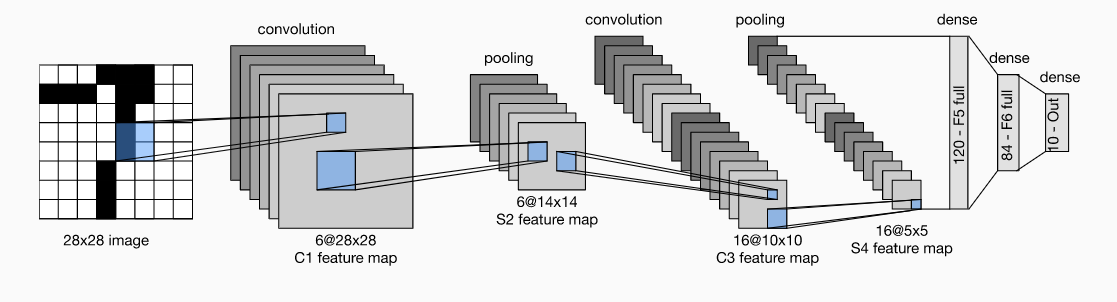 convolution
pooling
convolution
pooling
dense
dense
dense
28x28 image
6@28x28
C1 feature map
6@14x14
S2 feature map
16@10x10
C3 feature map
16@5x5
S4 feature map
120 - F5 full
84 - F6 full
10 - Out